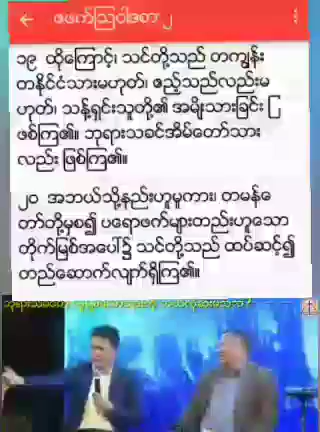 ဧဖက်ဩဝါဒစာ ၂
၁၉ ထိုကြောင့်၊ သင်တို့သည် တကျွန်း
တနိုင်ငံသားမဟုတ်၊ ဧည့်သည်လည်းမ
ဟုတ်၊ သန့်ရှင်းသူတို့၏ အမျိုးသားခြင်း ဖြ
ဖြစ်ကြ၏။ ဘုရားသခင်အိမ်တော်သား
လည်း ဖြစ်ကြ၏။
၂၀ အဘယ်သို့နည်းဟူမူကား၊ တမန်တေ
တော်တို့မှစ၍ ပရောဖက်များတည်းဟူသော
တိုက်မြစ်အပေါ်၌ သင်တို့သည် ထပ်ဆင့်၍
တည်ဆောက်လျက်ရှိကြ၏။